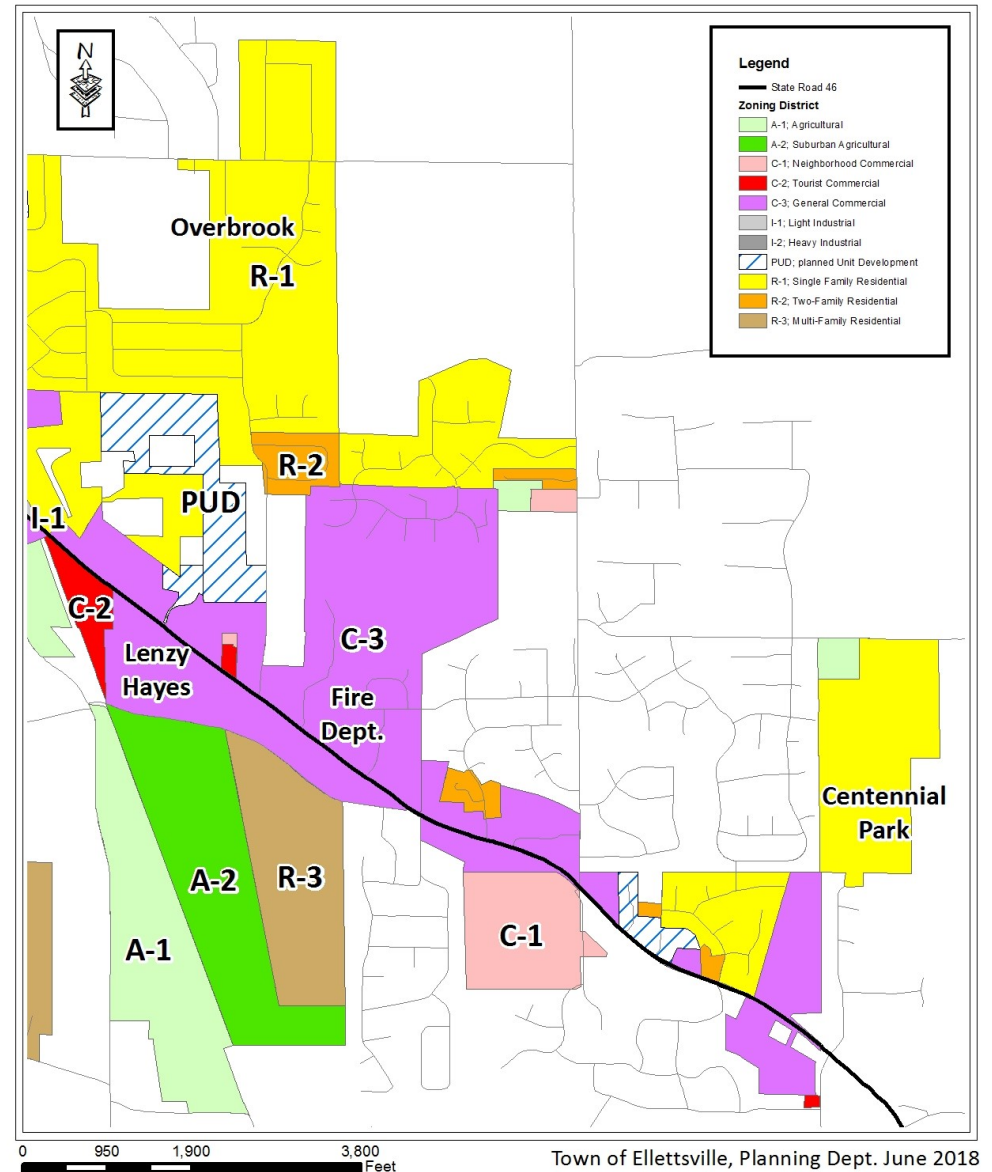 N
Legend
State Road 46
Zoning District
A-1; Agricultural
A-2; Suburban Agricultural
C-1; Neighborhood Commercial
C-2; Tourist Commercial
C-3; General Commercial
I-1; Light Industrial
I-2; Heavy Industrial
PUD; planned Unit Development
R-1; Single Family Residential
R-2; Two-Family Residential
R-3; Multi-Family Residential
Overbrook
R-1
R-2
PUD
I-1
C-2
C-3
Lenzy
Hayes
Fire
Dept.
Centennial
Park
A-2
R-3
C-1
A-1
0 950 1,900 3,800
Feet
Town of Ellettsville, Planning Dept. June 2018